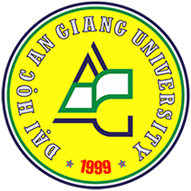 ĐẠI HỌC AN GIANG UNIVERSITY
1999